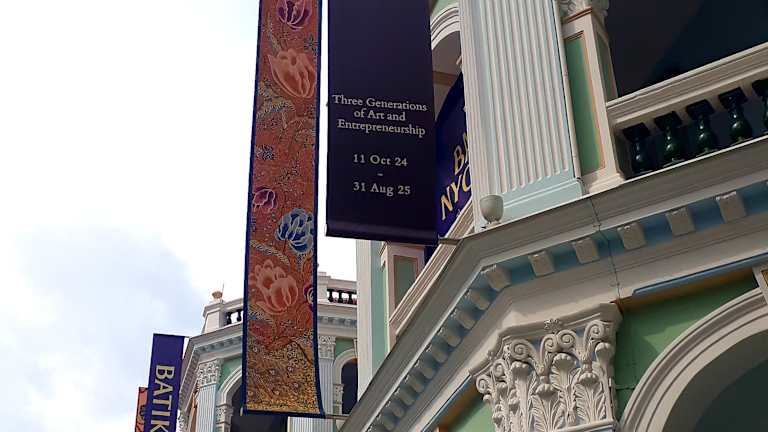 Three Generations
of Art and
Entrepreneurship
11 Oct 24
-
31 Aug 25
BATIK